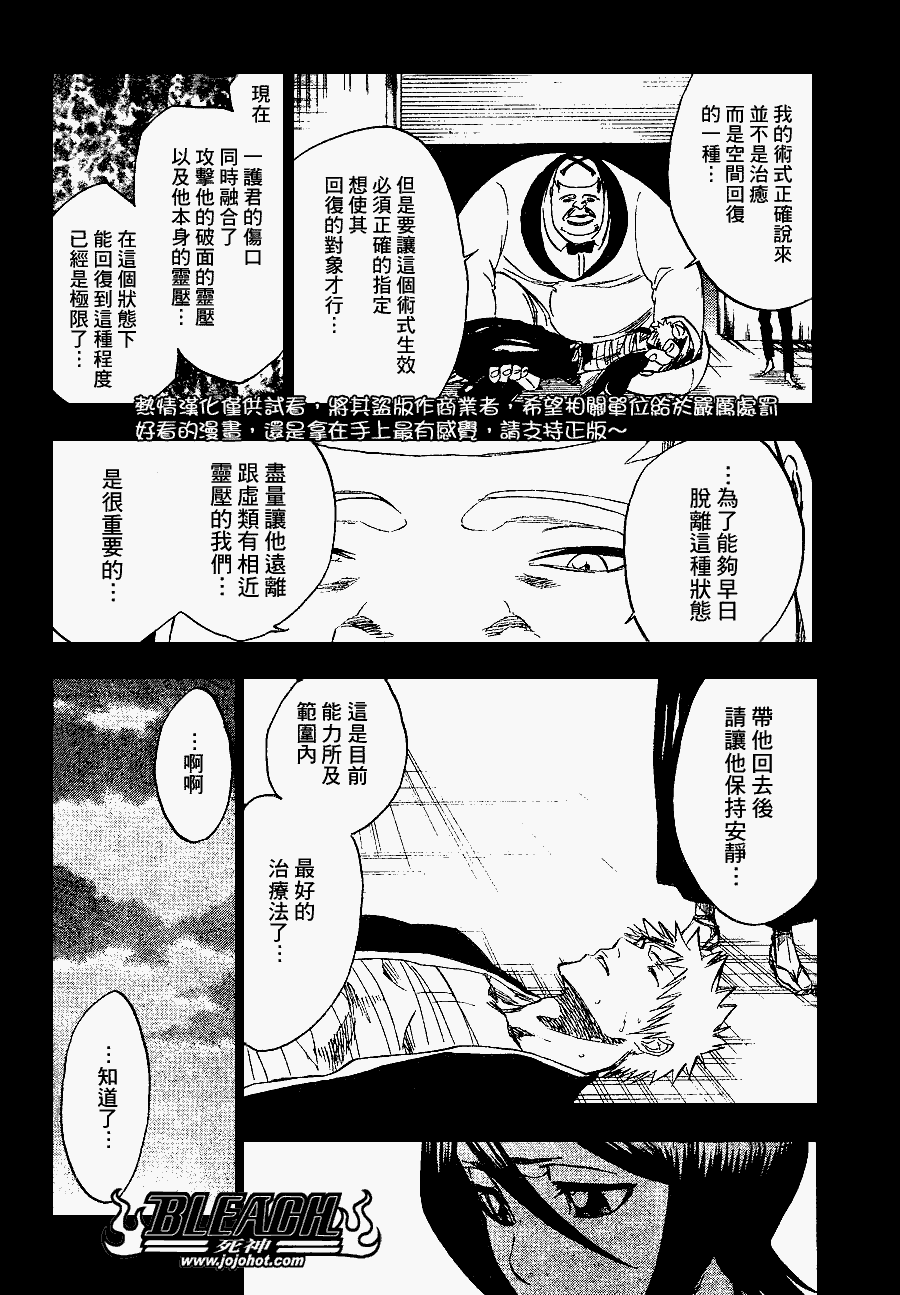 我的術式正確說來
並不是治癒
而是空間回復
的一種…
但是要讓這個術式生效
必須正確的指定
想使其
回復的對象才行…
現在
一護君的傷口
同時融合了
攻擊他的破面的靈壓
以及他本身的靈壓…
在這個狀態下
能回復到這種程度
已經是極限了…
熱情漢化僅供試看，將其盜版作商業者，希望相關單位給於嚴厲處罰
好看的漫畫，還是拿在手上最有感覺，請支持正版～
…為了能夠早日
脫離這種狀態
盡量讓他遠離
跟虛類有相近
靈壓的我們…
是很重要的…
帶他回去後
請讓他保持安靜…
這是目前
能力所及
範圍內
最好的
治療法了…
…啊啊
…知道了…
BLEACH
死神
www.jojohot.com